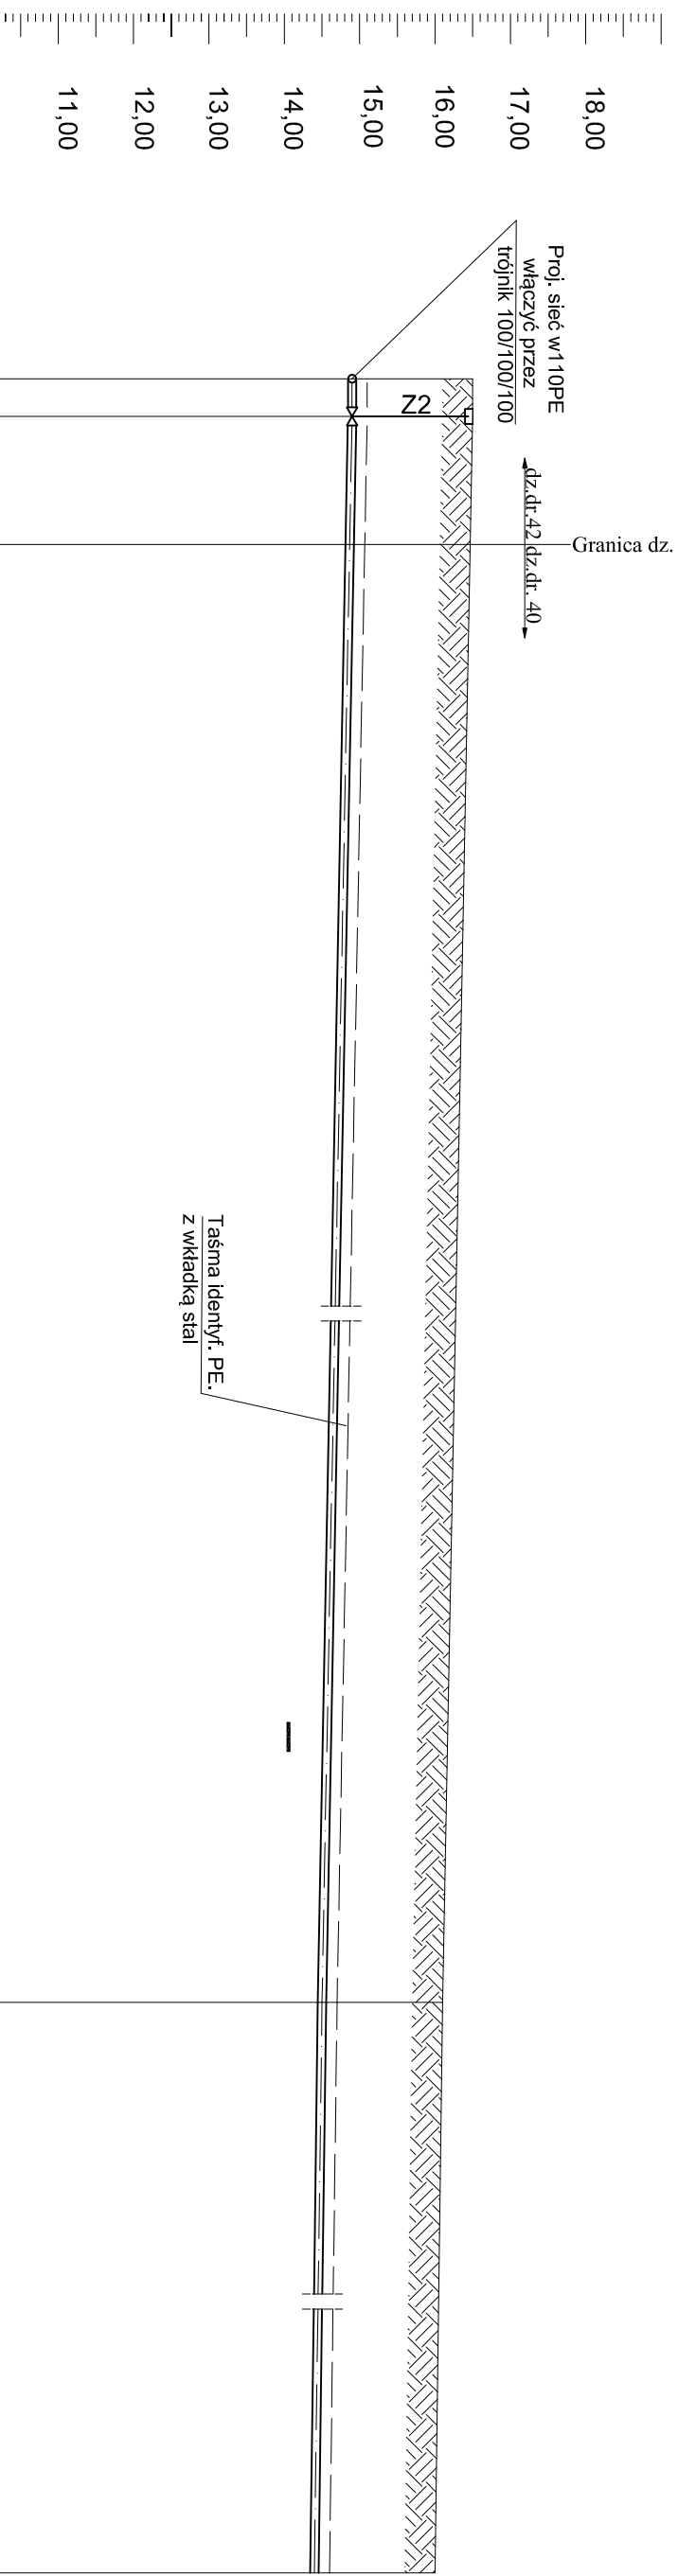 11,00
12,00
13,00
14,00
15,00
16,00
17,00
18,00
Proj. sieć w110PE
włączyć przez
trójnik 100/100/100
Z2
dz.dr.42
dz.dr. 40
Granica dz.
Taśma identyf. PE.
z wkładką stal